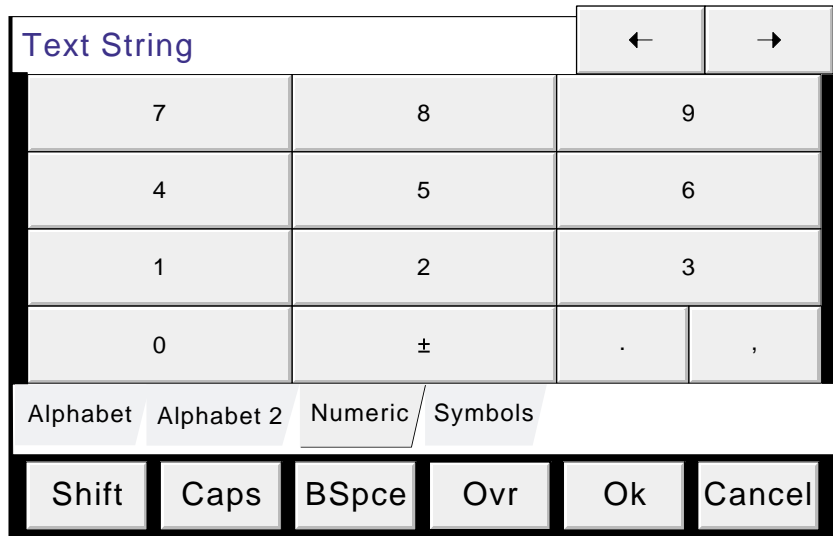 Text String ← →
7 8 9
4 5 6
1 2 3
0 ± . ,
Alphabet Alphabet 2 Numeric Symbols
Shift Caps BSpce Ovr Ok Cancel